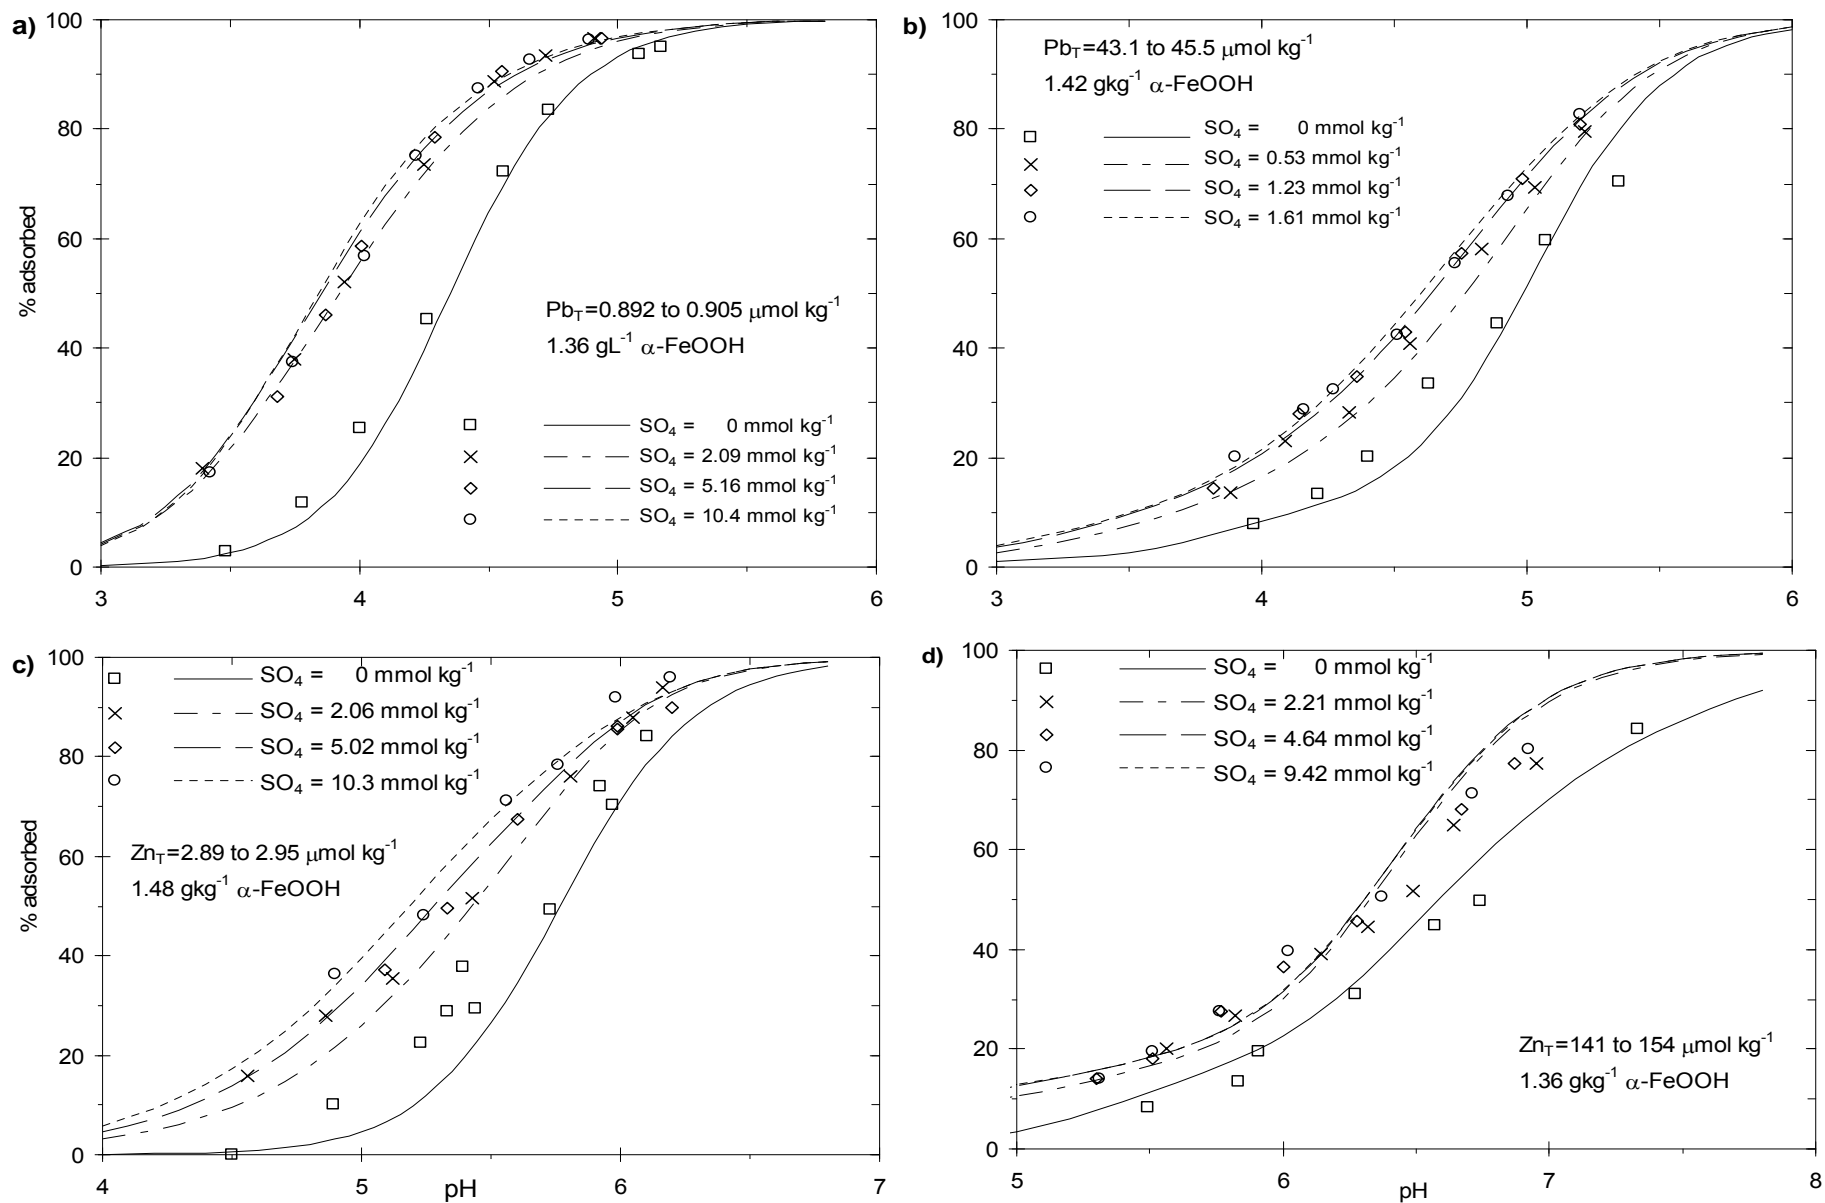 a)
100
80
60
40
20
0
% adsorbed
Pb_T=0.892 to 0.905 μmol kg⁻¹
1.36 gL⁻¹ α-FeOOH
SO₄ = 0 mmol kg⁻¹
SO₄ = 2.09 mmol kg⁻¹
SO₄ = 5.16 mmol kg⁻¹
SO₄ = 10.4 mmol kg⁻¹
3 4 5 6
b)
100
80
60
40
20
0
Pb_T=43.1 to 45.5 μmol kg⁻¹
1.42 gkg⁻¹ α-FeOOH
SO₄ = 0 mmol kg⁻¹
SO₄ = 0.53 mmol kg⁻¹
SO₄ = 1.23 mmol kg⁻¹
SO₄ = 1.61 mmol kg⁻¹
3 4 5 6
c)
100
80
60
40
20
0
% adsorbed
SO₄ = 0 mmol kg⁻¹
SO₄ = 2.06 mmol kg⁻¹
SO₄ = 5.02 mmol kg⁻¹
SO₄ = 10.3 mmol kg⁻¹
Zn_T=2.89 to 2.95 μmol kg⁻¹
1.48 gkg⁻¹ α-FeOOH
4 5 6 7
pH
d)
100
80
60
40
20
0
SO₄ = 0 mmol kg⁻¹
SO₄ = 2.21 mmol kg⁻¹
SO₄ = 4.64 mmol kg⁻¹
SO₄ = 9.42 mmol kg⁻¹
Zn_T=141 to 154 μmol kg⁻¹
1.36 gkg⁻¹ α-FeOOH
5 6 7 8
pH